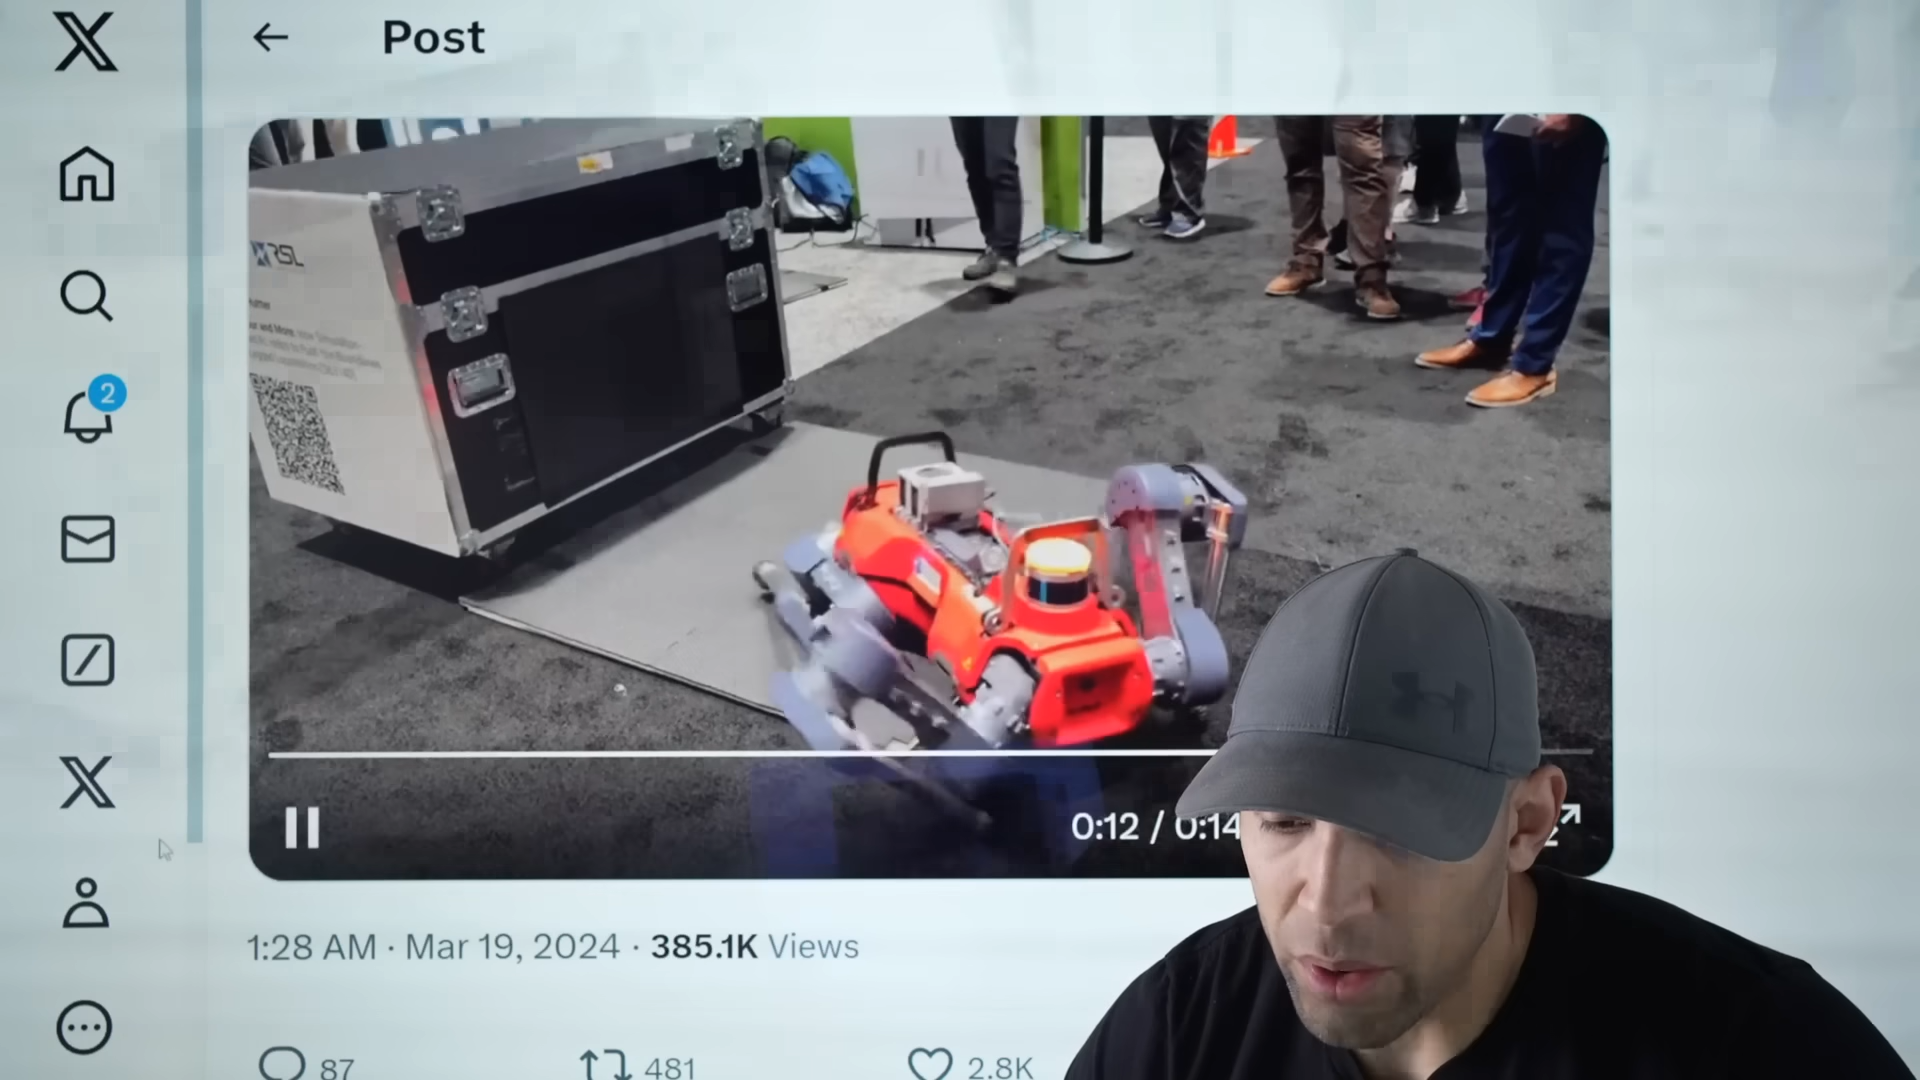 Post
2
RSL
0:12 / 0:14
1:28 AM · Mar 19, 2024 · 385.1K Views
87
481
2.8K